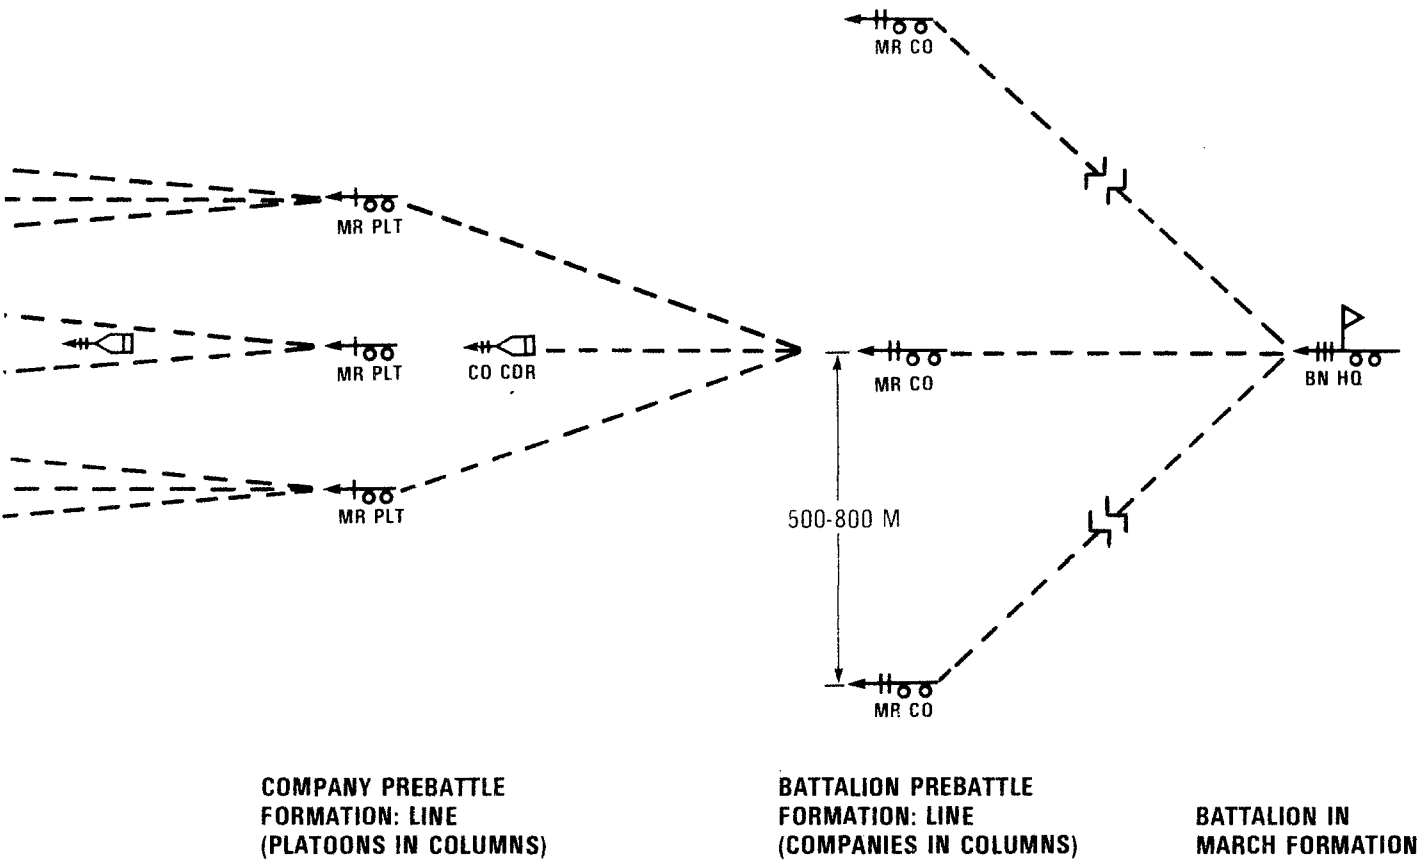 MR CO
MR PLT
MR PLT
CO CDR
MR CO
BN HQ
MR PLT
500-800 M
MR CO
COMPANY PREBATTLE
FORMATION: LINE
(PLATOONS IN COLUMNS)
BATTALION PREBATTLE
FORMATION: LINE
(COMPANIES IN COLUMNS)
BATTALION IN
MARCH FORMATION